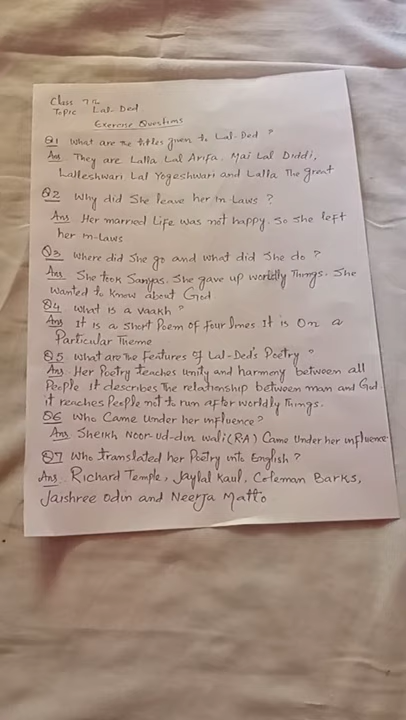 Class 7th
Topic Lal-Ded
Exercise Questions
Q1 What are the titles given to Lal-Ded ?
Ans They are Lalla Lal Arifa, Mai Lal Diddi,
Lalleshwari Lal Yogeshwari and Lalla The great
Q2 Why did She leave her In-Laws ?
Ans Her married Life was not happy. So She left
her in-Laws
Q3 Where did She go and what did She do ?
Ans She took Sanyas. She gave up worldly Things. She
wanted to know about God
Q4 What is a Vaakh ?
Ans It is a Short Poem of four lines It is On a
Particular Theme
Q5 What are the Features of Lal-Ded's Poetry ?
Ans Her Poetry teaches unity and harmony between all
People It describes The relationship between man and God
it reaches People not to run after worldly Things.
Q6 Who Came Under her influence ?
Ans Sheikh Noor-ud-din wali (RA) Came Under her influence
Q7 Who translated her Poetry into English ?
Ans Richard Temple, Jaylal Kaul, Coleman Barks,
Jaishree Odin and Neerja Matto